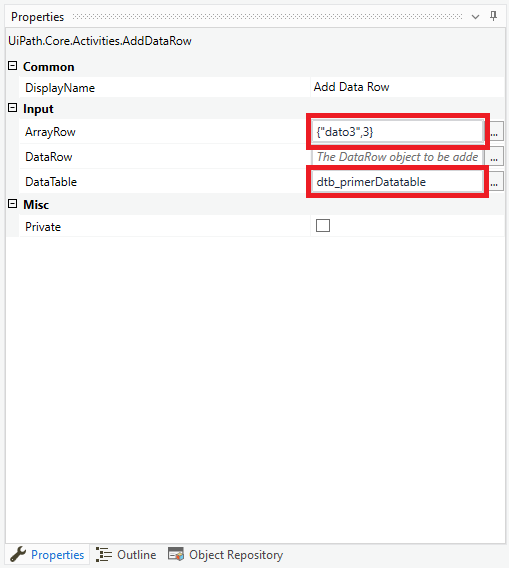 Properties
UiPath.Core.Activities.AddDataRow
Common
DisplayName Add Data Row
Input
ArrayRow {"dato3",3} ...
DataRow The DataRow object to be adde ...
DataTable dtb_primerDatatable ...
Misc
Private
Properties Outline Object Repository